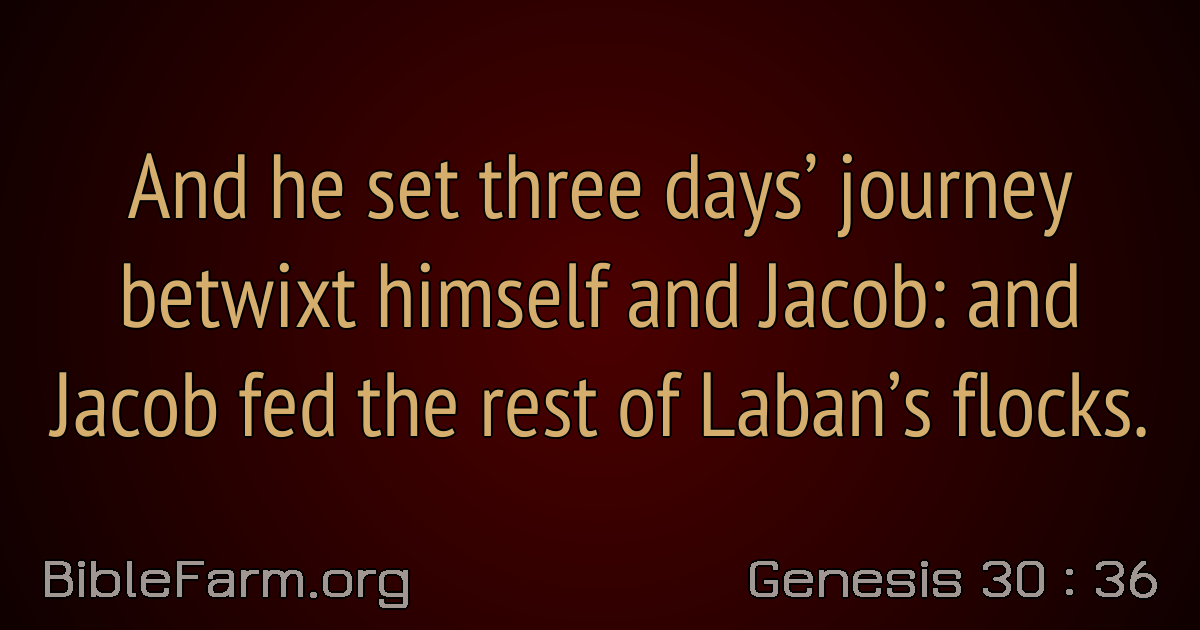 And he set three days’ journey
betwixt himself and Jacob: and
Jacob fed the rest of Laban’s flocks.
BibleFarm.org
Genesis 30 : 36